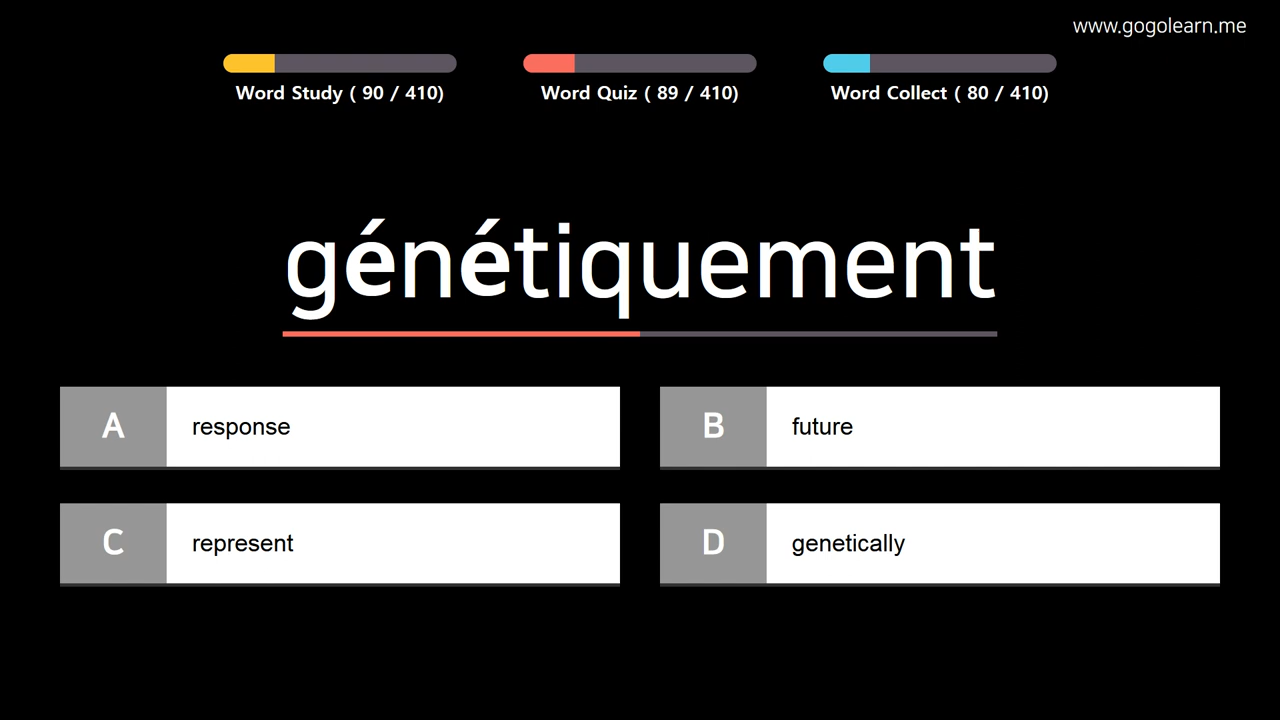 www.gogolearn.me
Word Study ( 90 / 410)
Word Quiz ( 89 / 410)
Word Collect ( 80 / 410)
génétiquement
A response
B future
C represent
D genetically